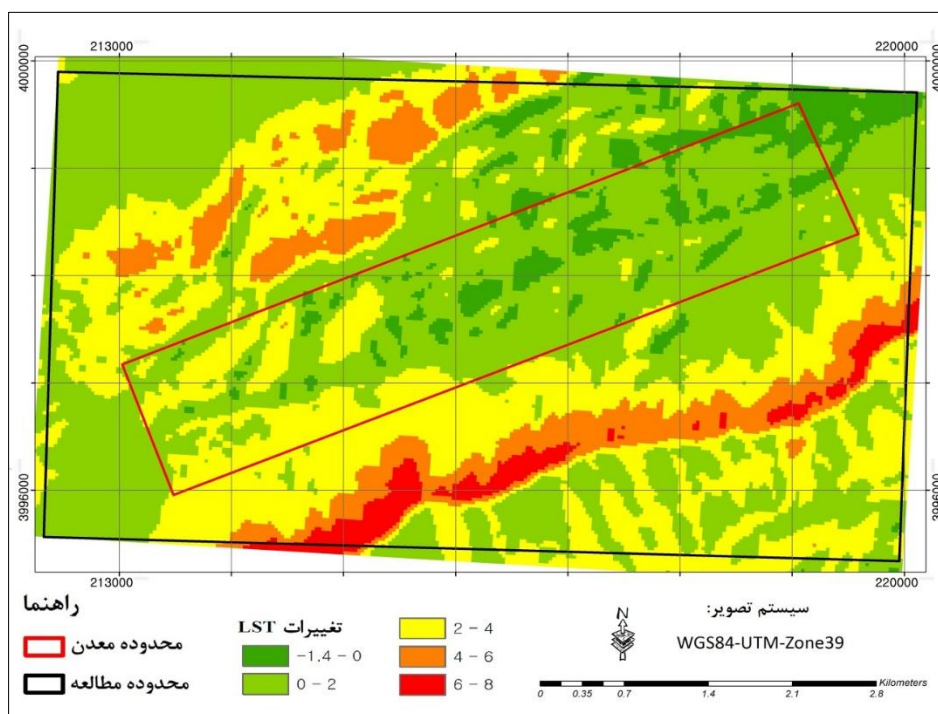 213000 220000
4000000 4000000
3996000 3996000
213000 220000
راهنما
محدوده معدن
محدوده مطالعه
تغییرات LST
-1.4 - 0
0 - 2
2 - 4
4 - 6
6 - 8
N
سیستم تصویر:
WGS84-UTM-Zone39
Kilometers
0 0.35 0.7 1.4 2.1 2.8